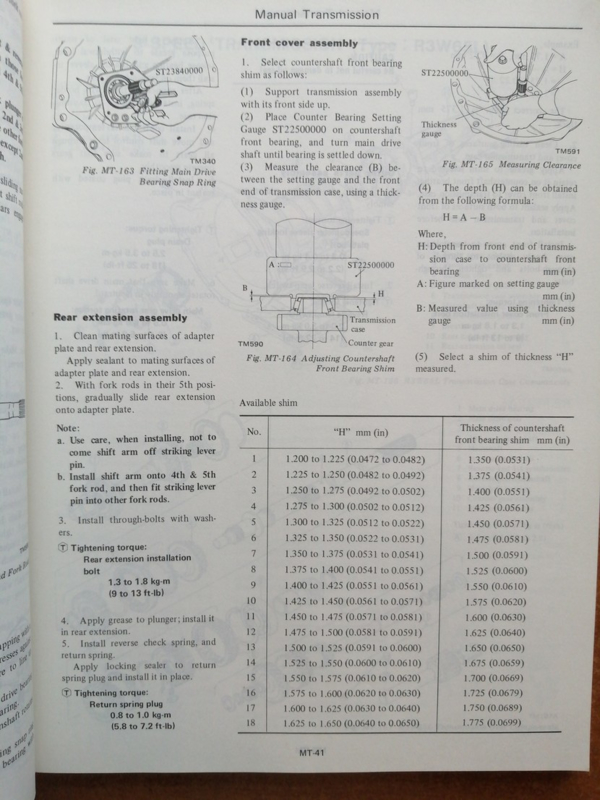 Manual Transmission
ST23840000
TM340
Fig. MT-163 Fitting Main Drive
Bearing Snap Ring
Rear extension assembly
1. Clean mating surfaces of adapter
plate and rear extension.
Apply sealant to mating surfaces of
adapter plate and rear extension.
2. With fork rods in their 5th posi-
tions, gradually slide rear extension
onto adapter plate.
Note:
a. Use care, when installing, not to
come shift arm off striking lever
pin.
b. Install shift arm onto 4th & 5th
fork rod, and then fit striking lever
pin into other fork rods.
3. Install through-bolts with wash-
ers.
Ⓣ Tightening torque:
Rear extension installation
bolt
1.3 to 1.8 kg-m
(9 to 13 ft-lb)
4. Apply grease to plunger; install it
in rear extension.
5. Install reverse check spring, and
return spring.
Apply locking sealer to return
spring plug and install it in place.
Ⓣ Tightening torque:
Return spring plug
0.8 to 1.0 kg-m
(5.8 to 7.2 ft-lb)
Front cover assembly
1. Select countershaft front bearing
shim as follows:
(1) Support transmission assembly
with its front side up.
(2) Place Counter Bearing Setting
Gauge ST22500000 on countershaft
front bearing, and turn main drive
shaft until bearing is settled down.
(3) Measure the clearance (B) be-
tween the setting gauge and the front
end of transmission case, using a thick-
ness gauge.
A :
ST22500000
B
H
Transmission
case
Counter gear
TM590
Fig. MT-164 Adjusting Countershaft
Front Bearing Shim
ST22500000
Thickness
gauge
TM591
Fig. MT-165 Measuring Clearance
(4) The depth (H) can be obtained
from the following formula:
H = A - B
Where,
H: Depth from front end of transmis-
sion case to countershaft front
bearing mm (in)
A: Figure marked on setting gauge
mm (in)
B: Measured value using thickness
gauge mm (in)
(5) Select a shim of thickness "H"
measured.
Available shim
No. "H" mm (in) Thickness of countershaft
front bearing shim mm (in)
1 1.200 to 1.225 (0.0472 to 0.0482) 1.350 (0.0531)
2 1.225 to 1.250 (0.0482 to 0.0492) 1.375 (0.0541)
3 1.250 to 1.275 (0.0492 to 0.0502) 1.400 (0.0551)
4 1.275 to 1.300 (0.0502 to 0.0512) 1.425 (0.0561)
5 1.300 to 1.325 (0.0512 to 0.0522) 1.450 (0.0571)
6 1.325 to 1.350 (0.0522 to 0.0531) 1.475 (0.0581)
7 1.350 to 1.375 (0.0531 to 0.0541) 1.500 (0.0591)
8 1.375 to 1.400 (0.0541 to 0.0551) 1.525 (0.0600)
9 1.400 to 1.425 (0.0551 to 0.0561) 1.550 (0.0610)
10 1.425 to 1.450 (0.0561 to 0.0571) 1.575 (0.0620)
11 1.450 to 1.475 (0.0571 to 0.0581) 1.600 (0.0630)
12 1.475 to 1.500 (0.0581 to 0.0591) 1.625 (0.0640)
13 1.500 to 1.525 (0.0591 to 0.0600) 1.650 (0.0650)
14 1.525 to 1.550 (0.0600 to 0.0610) 1.675 (0.0659)
15 1.550 to 1.575 (0.0610 to 0.0620) 1.700 (0.0669)
16 1.575 to 1.600 (0.0620 to 0.0630) 1.725 (0.0679)
17 1.600 to 1.625 (0.0630 to 0.0640) 1.750 (0.0689)
18 1.625 to 1.650 (0.0640 to 0.0650) 1.775 (0.0699)
MT-41